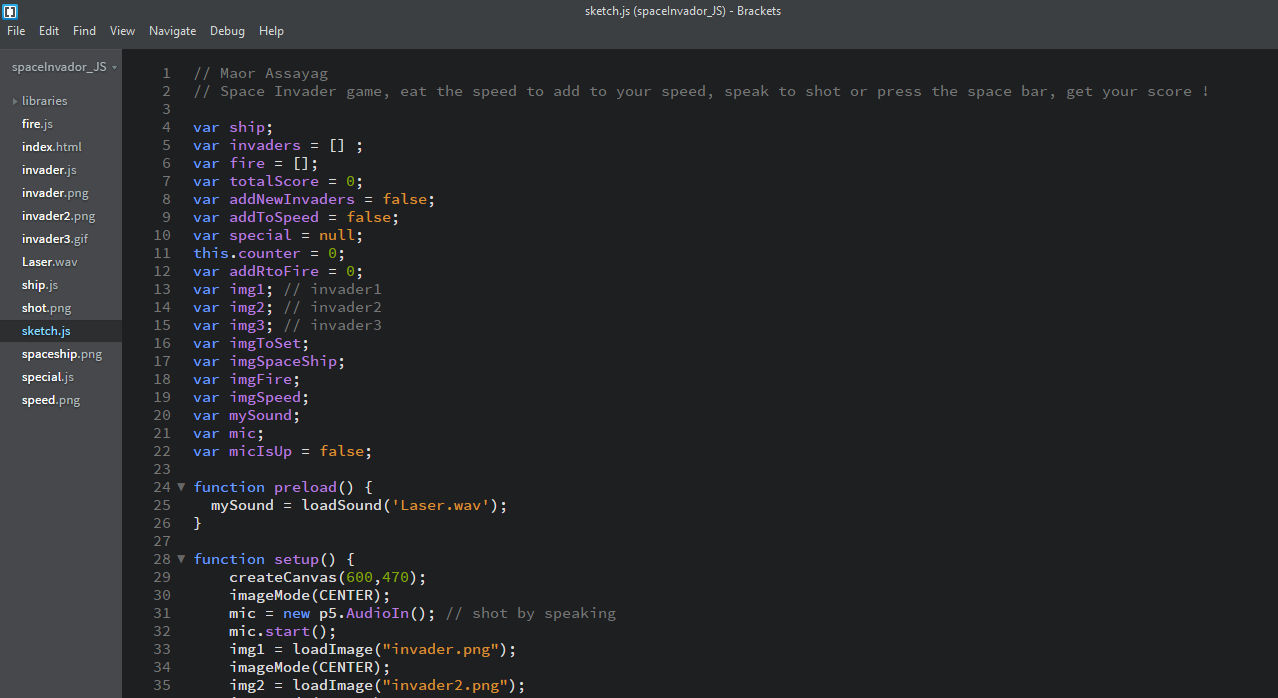 sketch.js (spaceInvador_JS) - Brackets
File Edit Find View Navigate Debug Help
spaceInvador_JS
libraries
fire.js
index.html
invader.js
invader.png
invader2.png
invader3.gif
Laser.wav
ship.js
shot.png
sketch.js
spaceship.png
special.js
speed.png
1 // Maor Assayag
2 // Space Invader game, eat the speed to add to your speed, speak to shot or press the space bar, get your score !
3
4 var ship;
5 var invaders = [] ;
6 var fire = [];
7 var totalScore = 0;
8 var addNewInvaders = false;
9 var addToSpeed = false;
10 var special = null;
11 this.counter = 0;
12 var addRtoFire = 0;
13 var img1; // invader1
14 var img2; // invader2
15 var img3; // invader3
16 var imgToSet;
17 var imgSpaceShip;
18 var imgFire;
19 var imgSpeed;
20 var mySound;
21 var mic;
22 var micIsUp = false;
23
24 function preload() {
25   mySound = loadSound('Laser.wav');
26 }
27
28 function setup() {
29     createCanvas(600,470);
30     imageMode(CENTER);
31     mic = new p5.AudioIn(); // shot by speaking
32     mic.start();
33     img1 = loadImage("invader.png");
34     imageMode(CENTER);
35     img2 = loadImage("invader2.png");